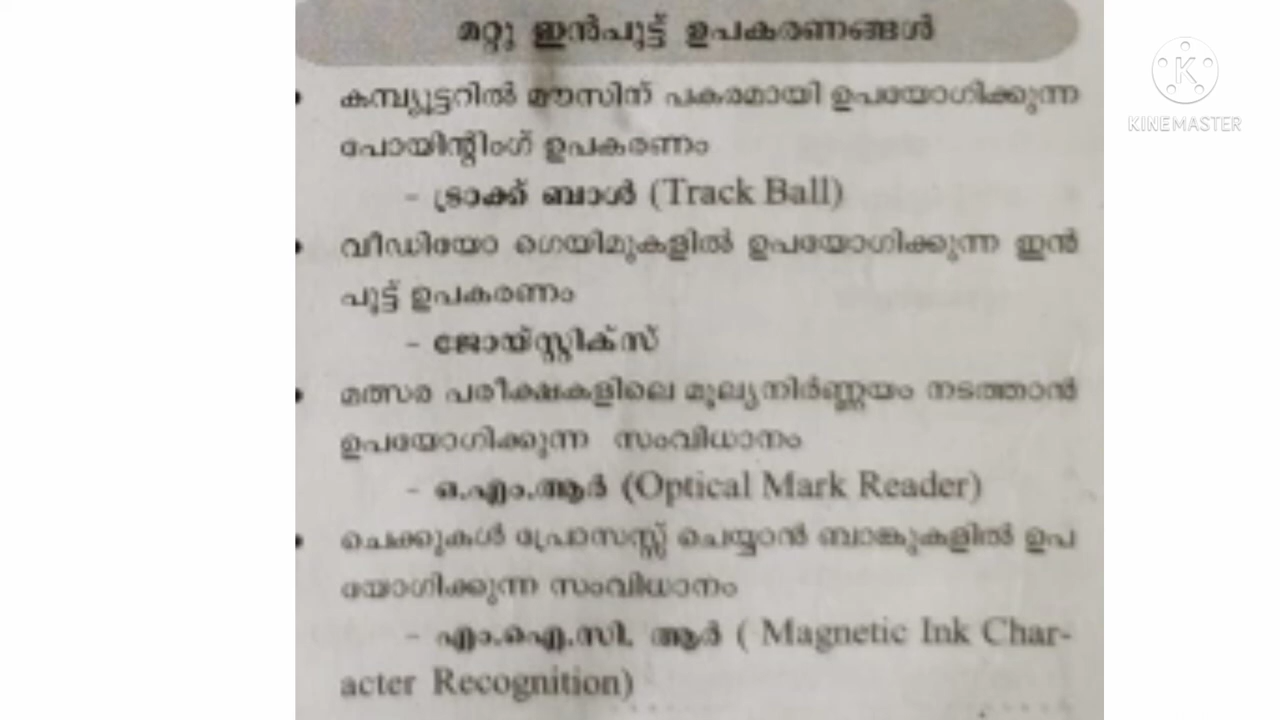 മറ്റു ഇൻപുട്ട് ഉപകരണങ്ങൾ
കമ്പ്യൂട്ടറിൽ മൗസിന് പകരമായി ഉപയോഗിക്കുന്ന
പോയിന്റിംഗ് ഉപകരണം
- ട്രാക്ക് ബാൾ (Track Ball)
വീഡിയോ ഗെയിമുകളിൽ ഉപയോഗിക്കുന്ന ഇൻ
പുട്ട് ഉപകരണം
- ജോയ്സ്റ്റിക്സ്
മത്സര പരീക്ഷകളിലെ മൂല്യനിർണ്ണയം നടത്താൻ
ഉപയോഗിക്കുന്ന സംവിധാനം
- ഒ.എം.ആർ (Optical Mark Reader)
ചെക്കുകൾ പ്രോസസ്സ് ചെയ്യാൻ ബാങ്കുകളിൽ ഉപ
യോഗിക്കുന്ന സംവിധാനം
- എം.ഐ.സി. ആർ ( Magnetic Ink Char-
acter Recognition)
K
KINEMASTER